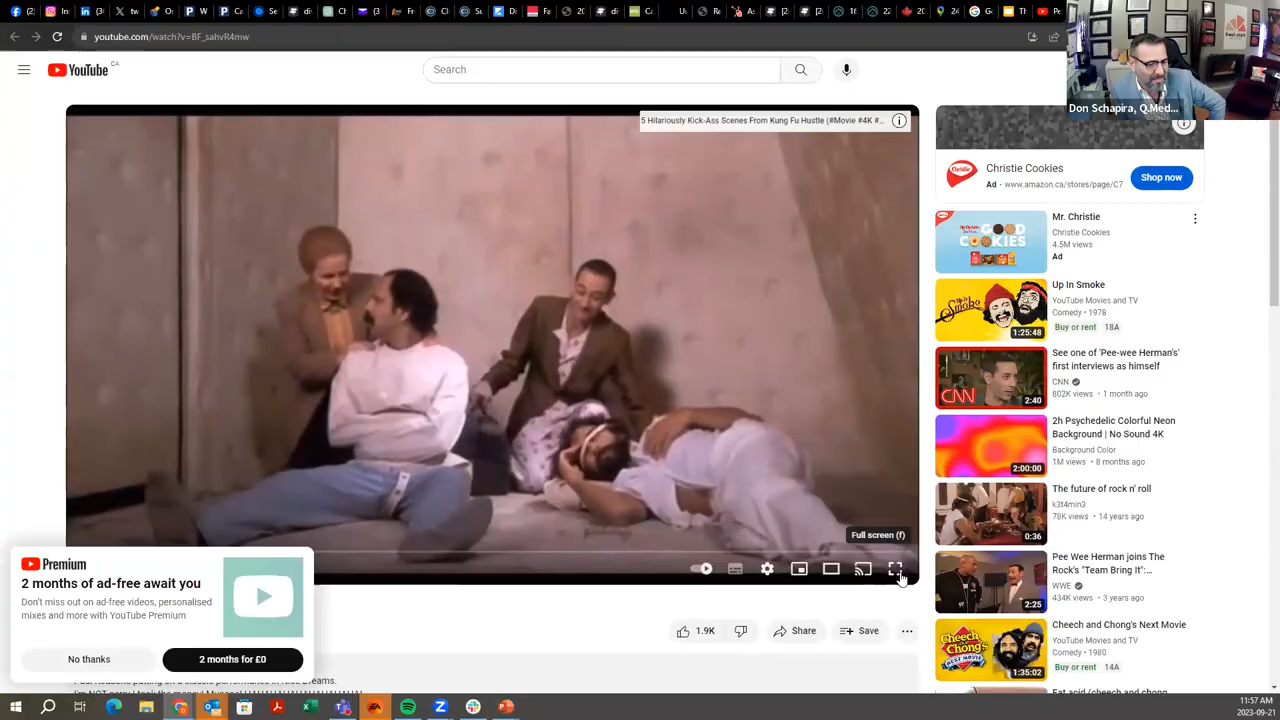 youtube.com/watch?v=BF_sahvR4mw
YouTube CA
Search
Don Schapira, Q.Med...
5 Hilariously Kick-Ass Scenes From Kung Fu Hustle (#Movie #4K #...
Full screen (f)
Christie Cookies
Ad · www.amazon.ca/stores/page/C7
Shop now
Mr. Christie
Christie Cookies
4.5M views
Ad
GOOD
COOKIES
Up In Smoke
YouTube Movies and TV
Comedy • 1978
Buy or rent 18A
1:25:48
See one of 'Pee-wee Herman's'
first interviews as himself
CNN
802K views • 1 month ago
CNN
2:40
2h Psychedelic Colorful Neon
Background | No Sound 4K
Background Color
1M views • 8 months ago
2:00:00
The future of rock n' roll
k3t4min3
78K views • 14 years ago
0:36
Pee Wee Herman joins The
Rock's "Team Bring It":...
WWE
434K views • 3 years ago
2:25
Cheech and Chong's Next Movie
YouTube Movies and TV
Comedy • 1980
Buy or rent 14A
CHEECH and
CHONG'S
NEXT MOVIE
1:35:02
Premium
2 months of ad-free await you
Don't miss out on ad-free videos, personalised
mixes and more with YouTube Premium
No thanks
2 months for £0
1.9K
Share
Save
11:57 AM
2023-09-21